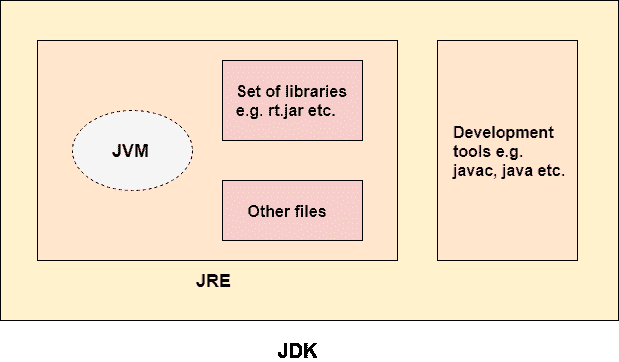 JVM
Set of libraries
e.g. rt.jar etc.
Other files
JRE
Development
tools e.g.
javac, java etc.
JDK